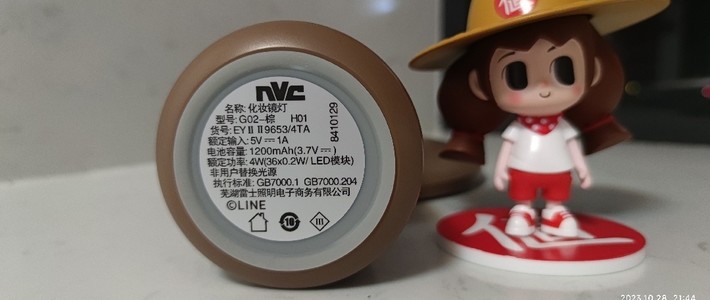 nvc
名称: 化妆镜灯
型号: G02-棕 H01
货号: EYⅡⅡ9653/4TA
额定输入: 5V⎓1A
电池容量: 1200mAh(3.7V⎓)
额定功率: 4W(36x0.2W/ LED模块)
非用户替换光源
执行标准: GB7000.1 GB7000.204
芜湖雷士照明电子商务有限公司
©LINE
10
III
8410129
2023.10.28 21:44